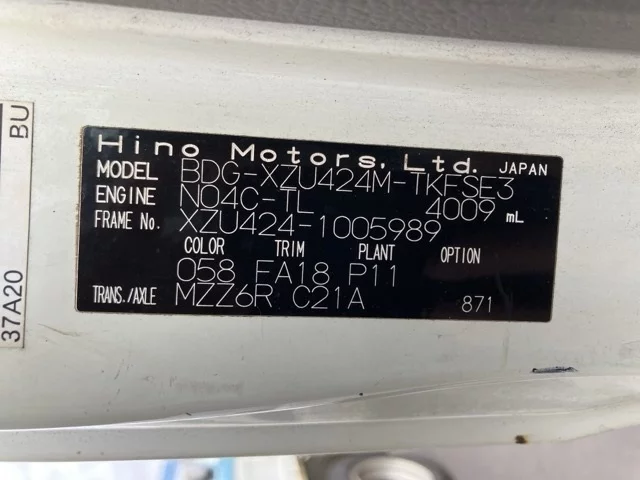 Hino Motors, Ltd. JAPAN
MODEL BDG-XZU424M-TKFSE3
ENGINE N04C-TL 4009 mL
FRAME No. XZU424-1005989
COLOR TRIM PLANT OPTION
058 FA18 P11
TRANS./AXLE MZZ6R C21A 871
37A20 BU